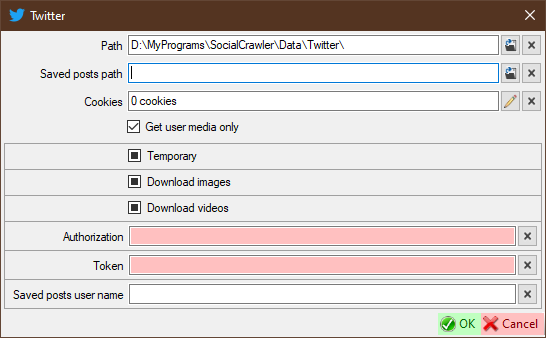 Twitter
Path D:\MyPrograms\SocialCrawler\Data\Twitter\
Saved posts path
Cookies 0 cookies
Get user media only
Temporary
Download images
Download videos
Authorization
Token
Saved posts user name
OK Cancel